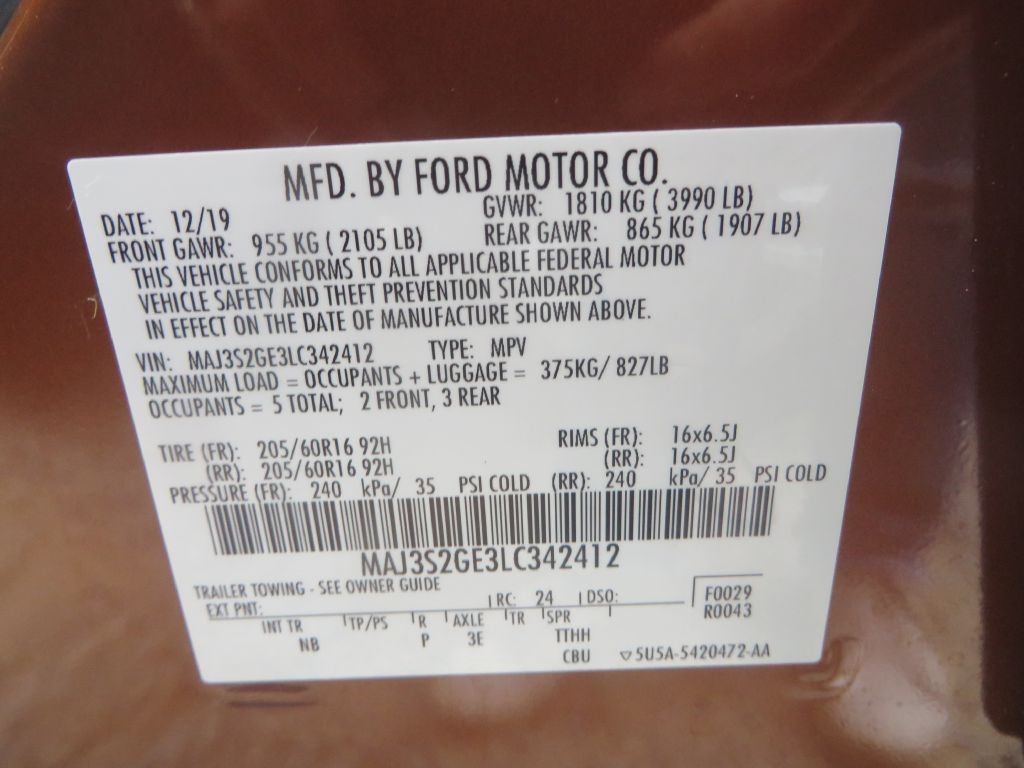 MFD. BY FORD MOTOR CO.
DATE: 12/19 GVWR: 1810 KG ( 3990 LB)
FRONT GAWR: 955 KG ( 2105 LB) REAR GAWR: 865 KG ( 1907 LB)
THIS VEHICLE CONFORMS TO ALL APPLICABLE FEDERAL MOTOR
VEHICLE SAFETY AND THEFT PREVENTION STANDARDS
IN EFFECT ON THE DATE OF MANUFACTURE SHOWN ABOVE.
VIN: MAJ3S2GE3LC342412 TYPE: MPV
MAXIMUM LOAD = OCCUPANTS + LUGGAGE = 375KG/ 827LB
OCCUPANTS = 5 TOTAL; 2 FRONT, 3 REAR
TIRE (FR): 205/60R16 92H RIMS (FR): 16x6.5J
(RR): 205/60R16 92H (RR): 16x6.5J
PRESSURE (FR): 240 kPa/ 35 PSI COLD (RR): 240 kPa/ 35 PSI COLD
MAJ3S2GE3LC342412
TRAILER TOWING - SEE OWNER GUIDE
EXT PNT: RC: 24 DSO: F0029
R0043
INT TR TP/PS R AXLE TR SPR
NB P 3E TTHH
CBU ▽5U5A-5420472-AA